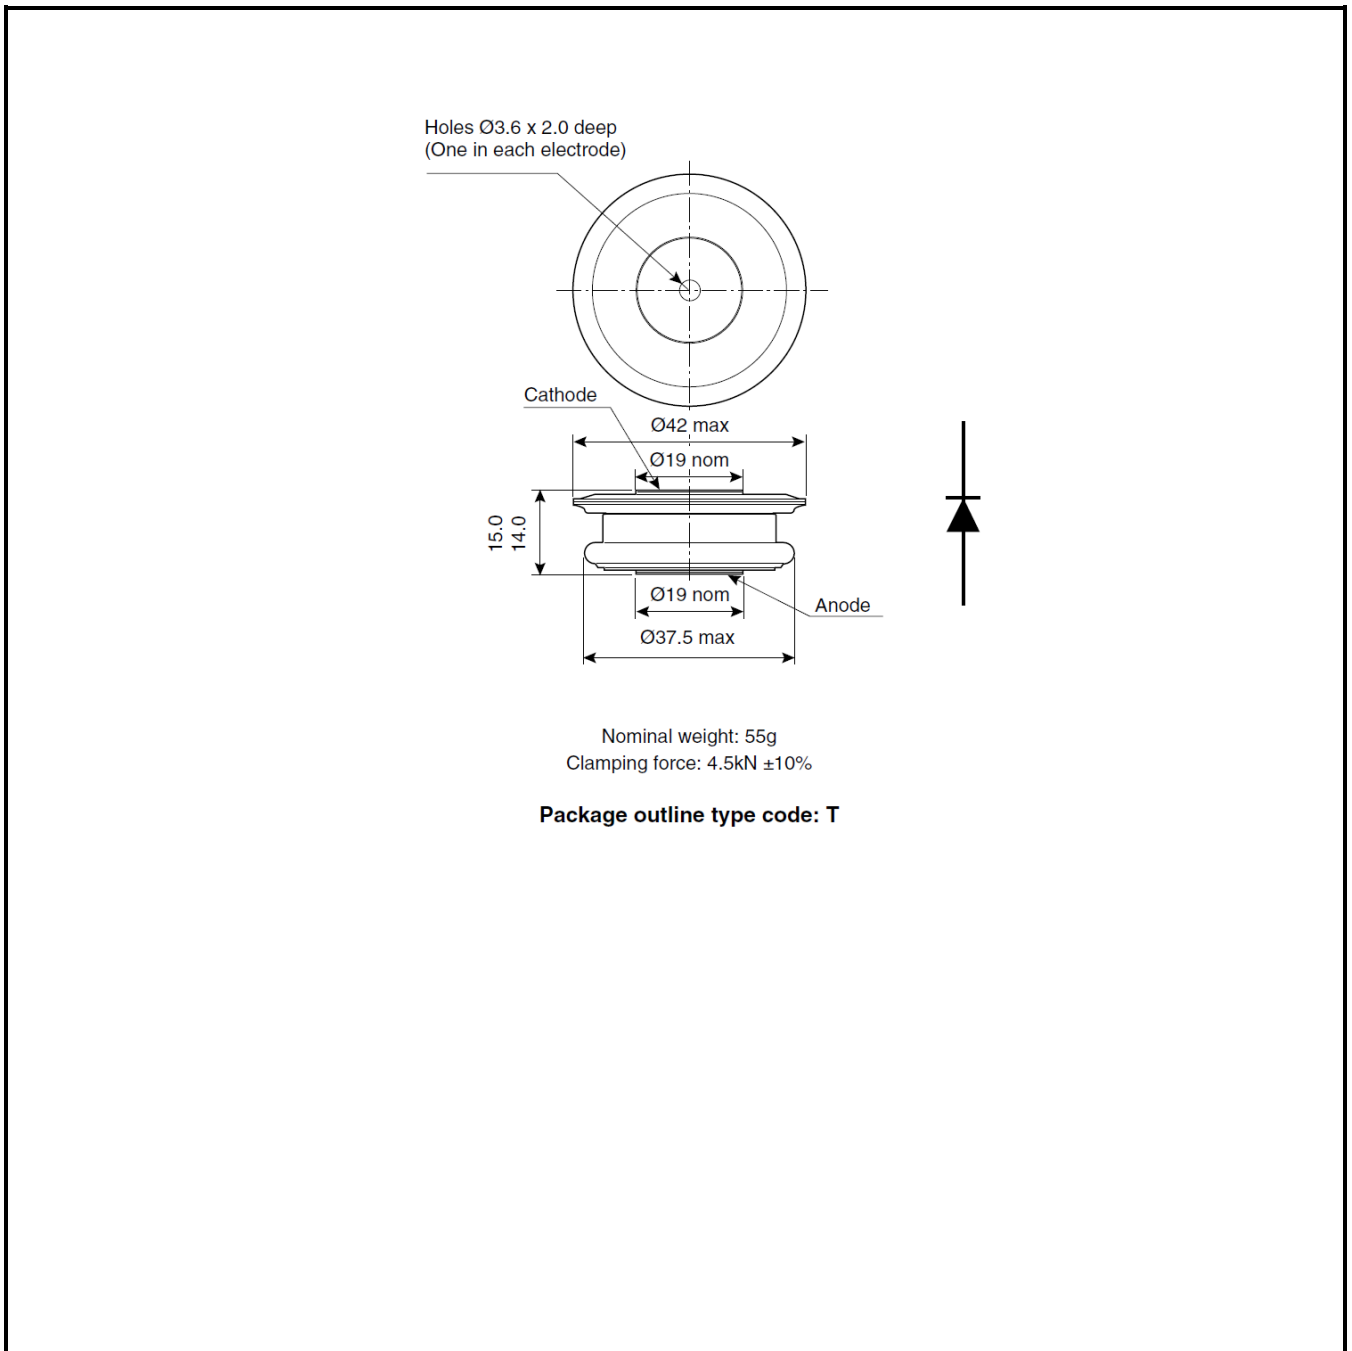 Holes Ø3.6 x 2.0 deep
(One in each electrode)
Cathode
Ø42 max
Ø19 nom
15.0
14.0
Ø19 nom
Anode
Ø37.5 max
Nominal weight: 55g
Clamping force: 4.5kN ±10%
Package outline type code: T